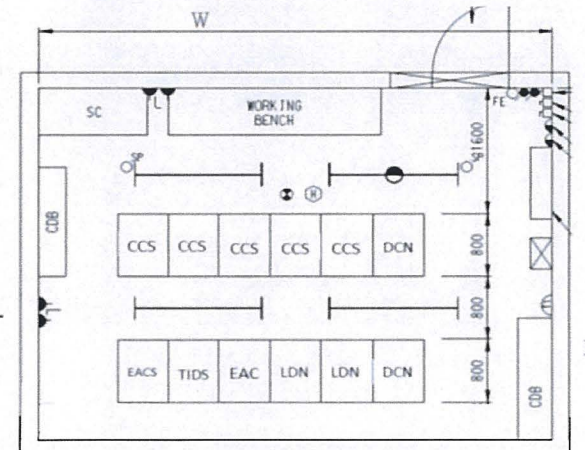 W
SC
L
WORKING
BENCH
FE
1600
CDB
H
CCS CCS CCS CCS CCS DCN
800
800
L
EACS TIDS EAC LDN LDN DCN
800
CDB